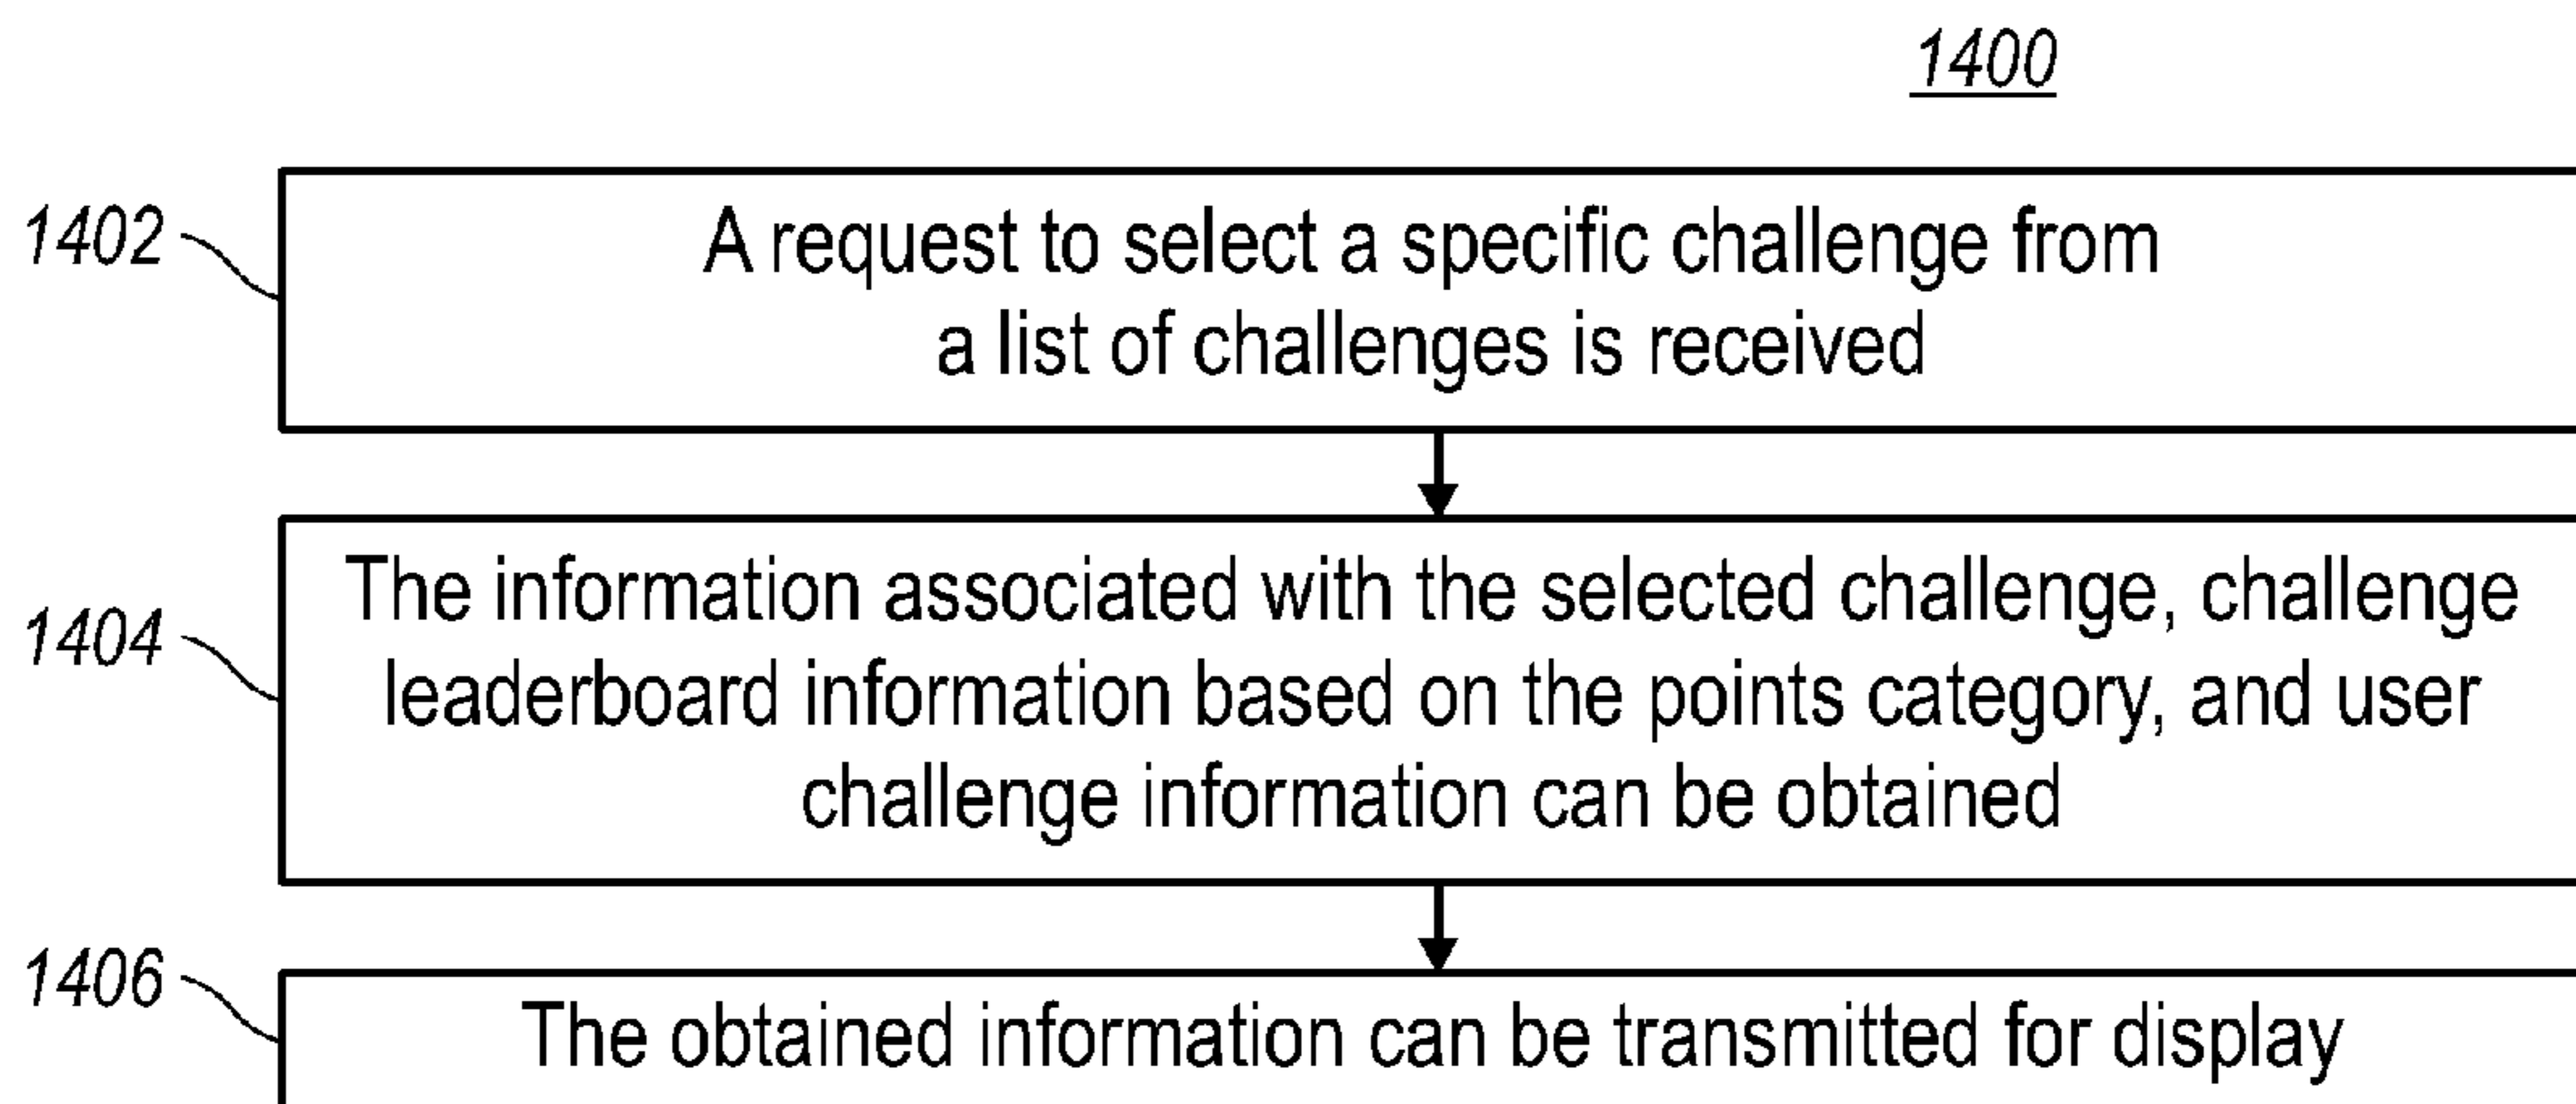 1400
1402
A request to select a specific challenge from
a list of challenges is received
1404
The information associated with the selected challenge, challenge
leaderboard information based on the points category, and user
challenge information can be obtained
1406
The obtained information can be transmitted for display